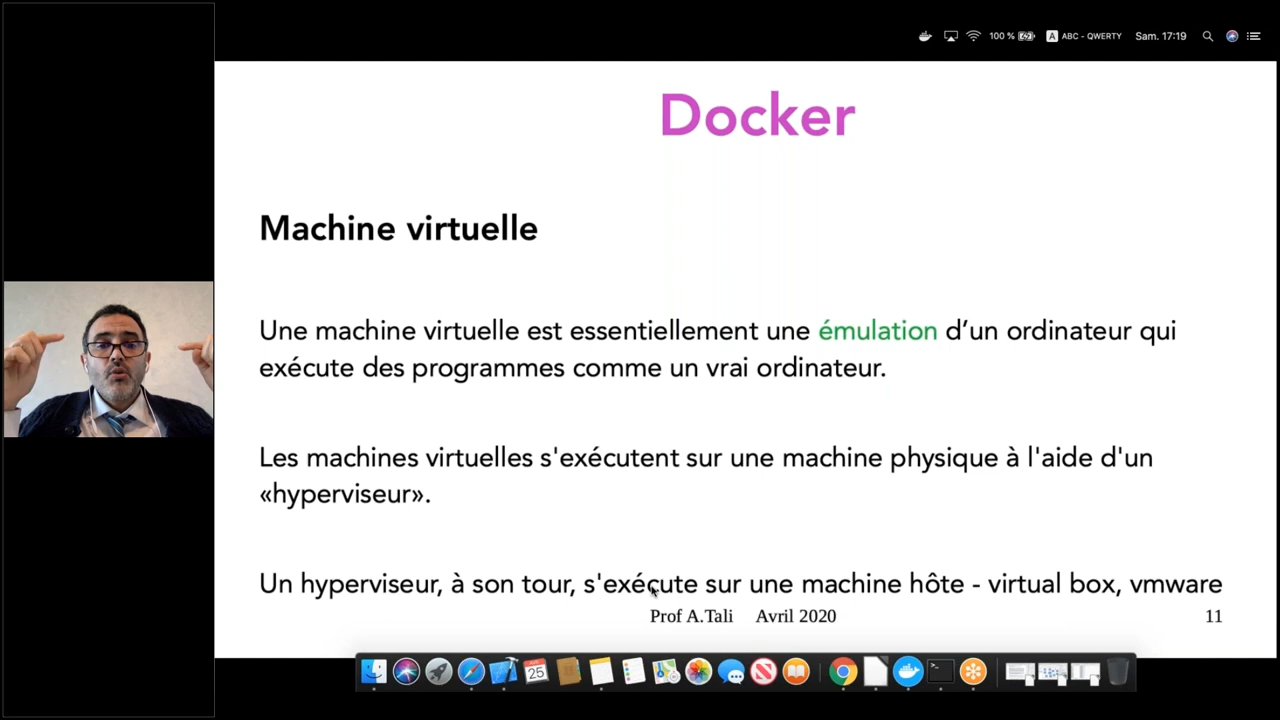 100 % A ABC - QWERTY Sam. 17:19
Docker
Machine virtuelle
Une machine virtuelle est essentiellement une émulation d’un ordinateur qui
exécute des programmes comme un vrai ordinateur.
Les machines virtuelles s'exécutent sur une machine physique à l'aide d'un
«hyperviseur».
Un hyperviseur, à son tour, s'exécute sur une machine hôte - virtual box, vmware
Prof A.Tali Avril 2020 11
25